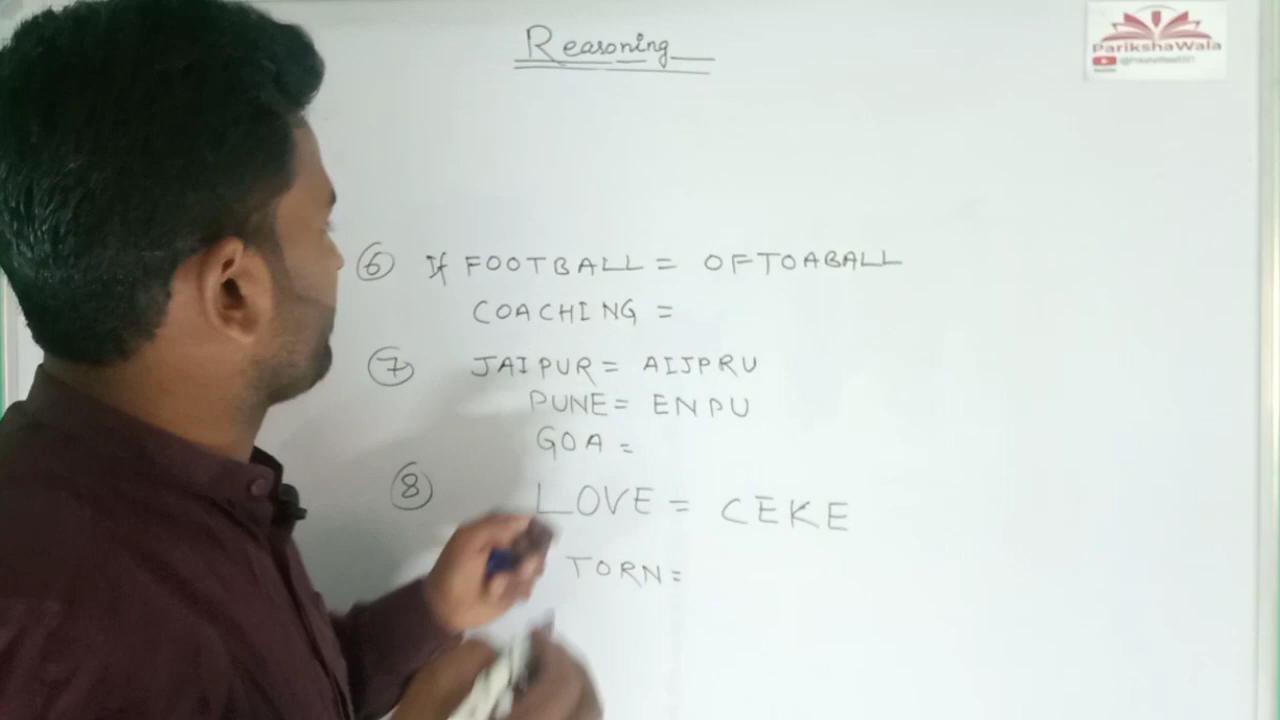 Reasoning
ParikshaWala
6 If FOOTBALL = OFTOABALL
COACHING =
7 JAIPUR = AIJPRU
PUNE = ENPU
GOA =
8 LOVE = CEKE
TORN =